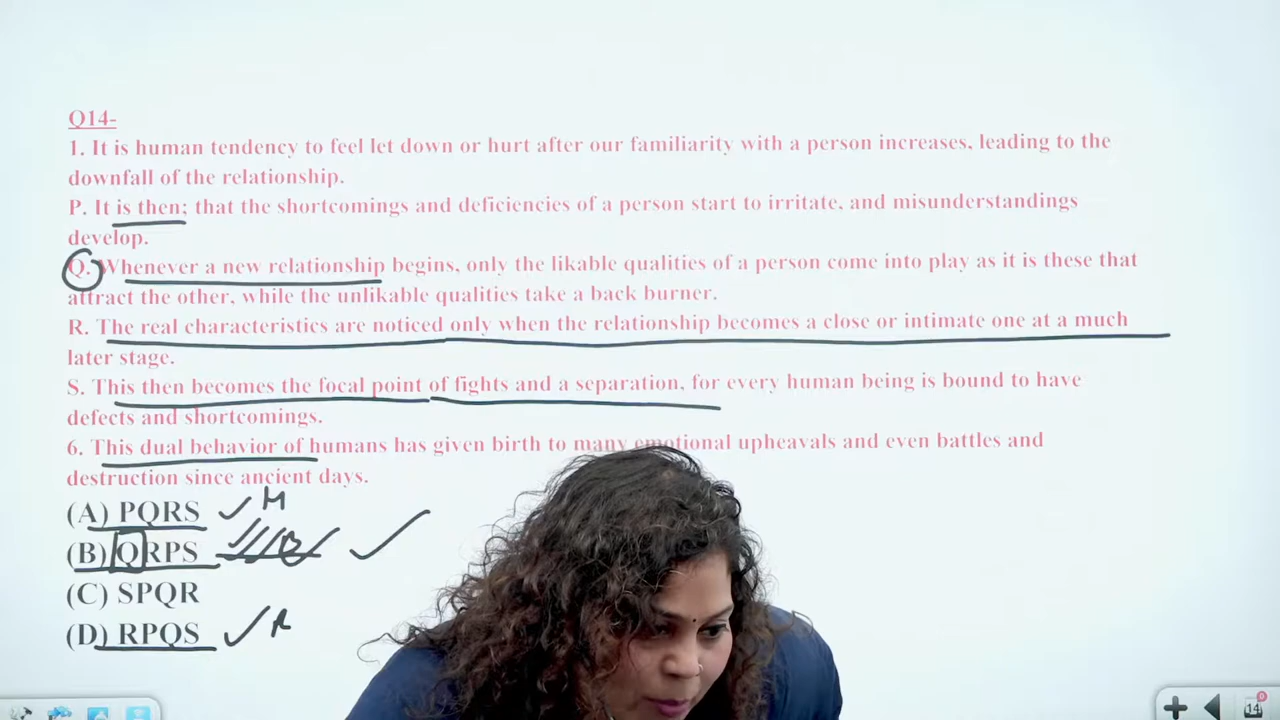 Q14-
1. It is human tendency to feel let down or hurt after our familiarity with a person increases, leading to the
downfall of the relationship.
P. It is then; that the shortcomings and deficiencies of a person start to irritate, and misunderstandings
develop.
Q. Whenever a new relationship begins, only the likable qualities of a person come into play as it is these that
attract the other, while the unlikable qualities take a back burner.
R. The real characteristics are noticed only when the relationship becomes a close or intimate one at a much
later stage.
S. This then becomes the focal point of fights and a separation, for every human being is bound to have
defects and shortcomings.
6. This dual behavior of humans has given birth to many emotional upheavals and even battles and
destruction since ancient days.
(A) PQRS M
(B) QRPS
(C) SPQR
(D) RPQS
14